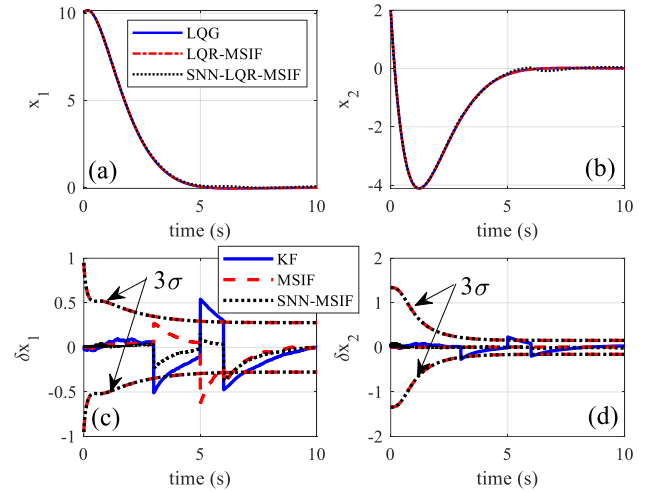 10
5
0
x1
0
5
10
time (s)
(a)
LQG
LQR-MSIF
SNN-LQR-MSIF
2
0
-2
-4
x2
0
5
10
time (s)
(b)
1
0.5
0
-0.5
-1
δx1
0
5
10
time (s)
(c)
3σ
KF
MSIF
SNN-MSIF
2
1
0
-1
-2
δx2
0
5
10
time (s)
(d)
3σ